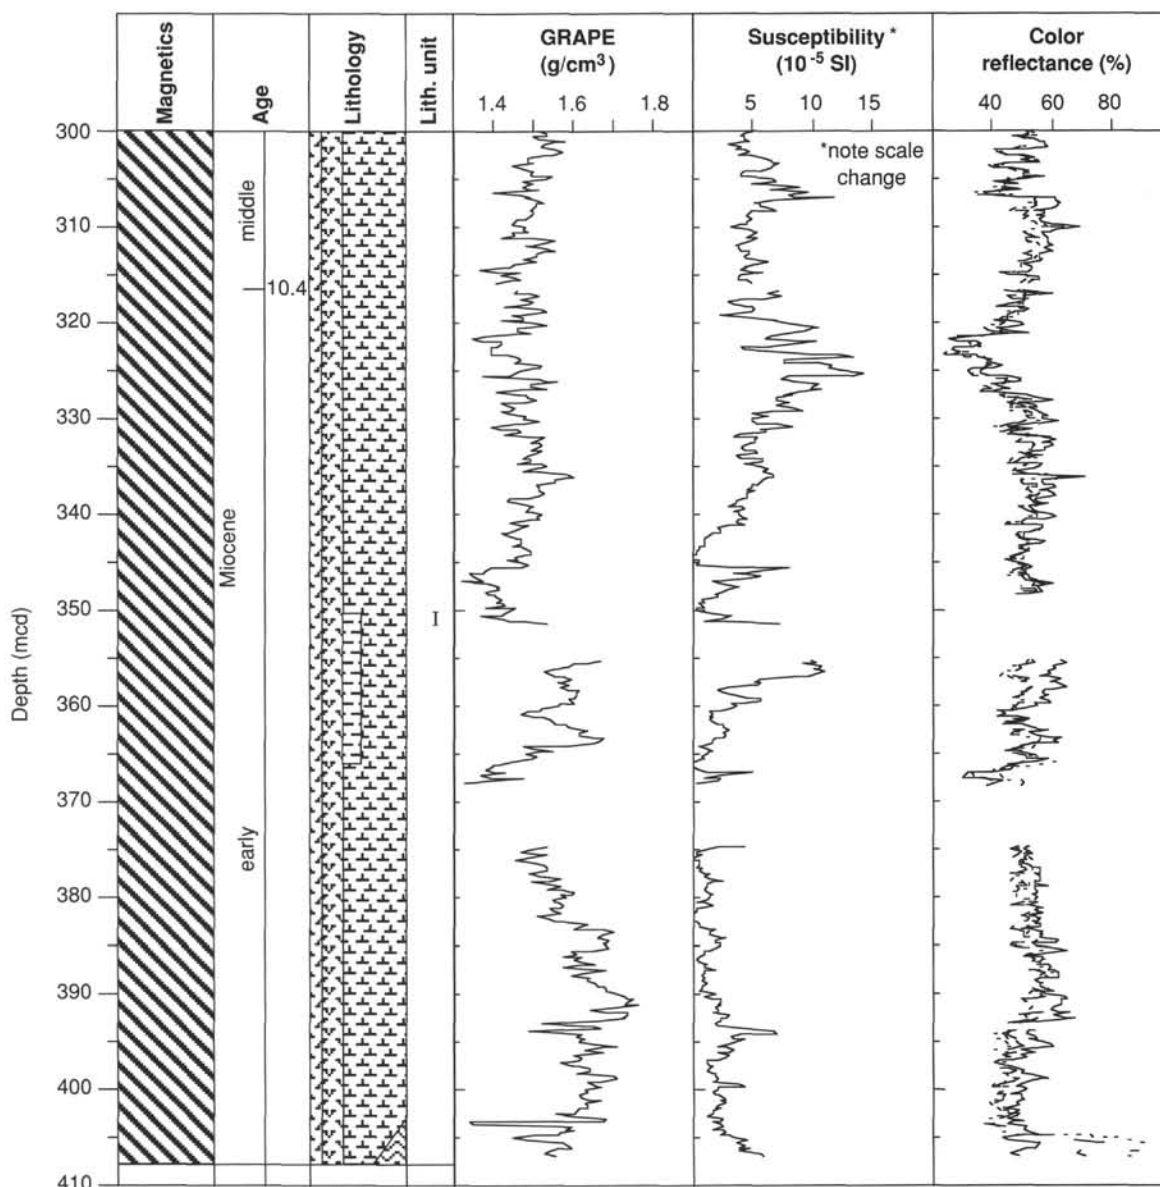 Magnetics
Age
Lithology
Lith. unit
GRAPE
(g/cm³)
1.4 1.6 1.8
Susceptibility *
(10⁻⁵ SI)
5 10 15
Color
reflectance (%)
40 60 80
*note scale
change
Depth (mcd)
300
310
320
330
340
350
360
370
380
390
400
410
Miocene
middle
10.4
early
I